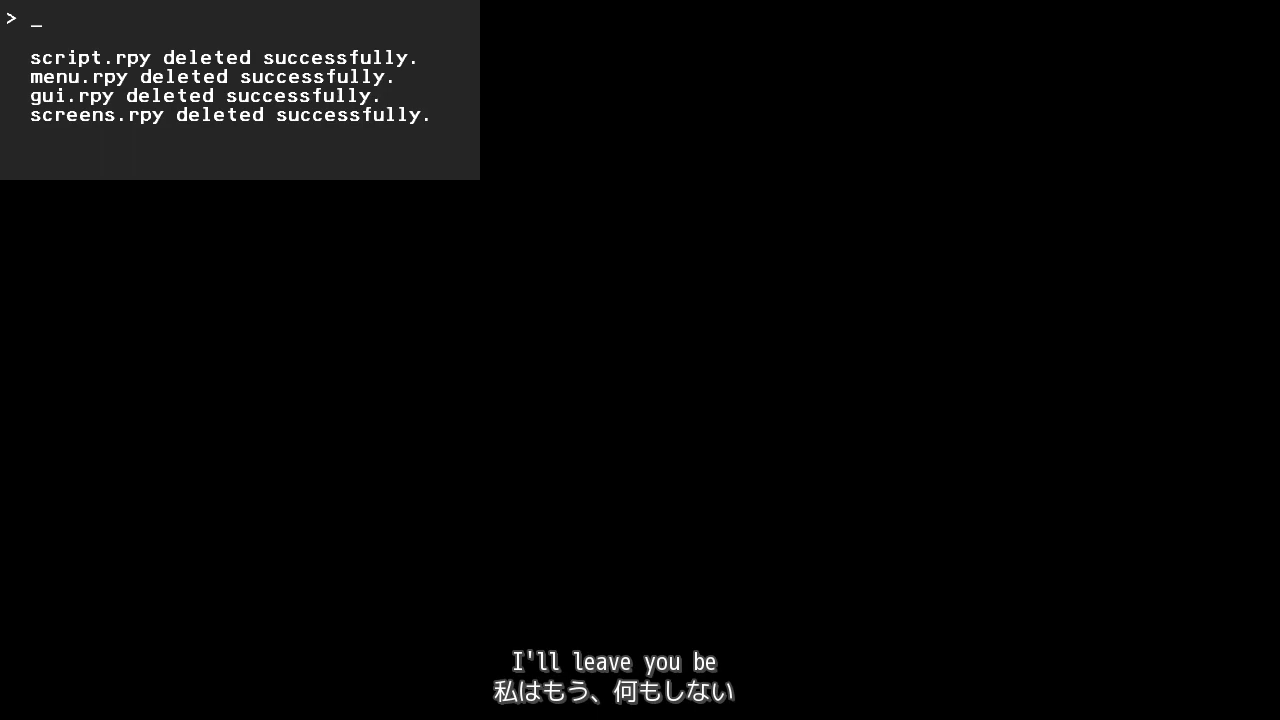 > _
script.rpy deleted successfully.
menu.rpy deleted successfully.
gui.rpy deleted successfully.
screens.rpy deleted successfully.
I'll leave you be
私はもう、何もしない